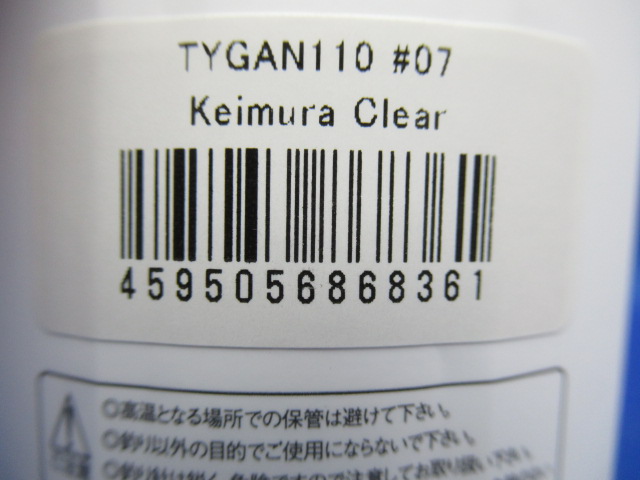 TYGAN110 #07
Keimura Clear
4595056868361
◎高温となる場所での保管は避けて下さい。
◎釣り以外の目的でご使用にならないで下さい。